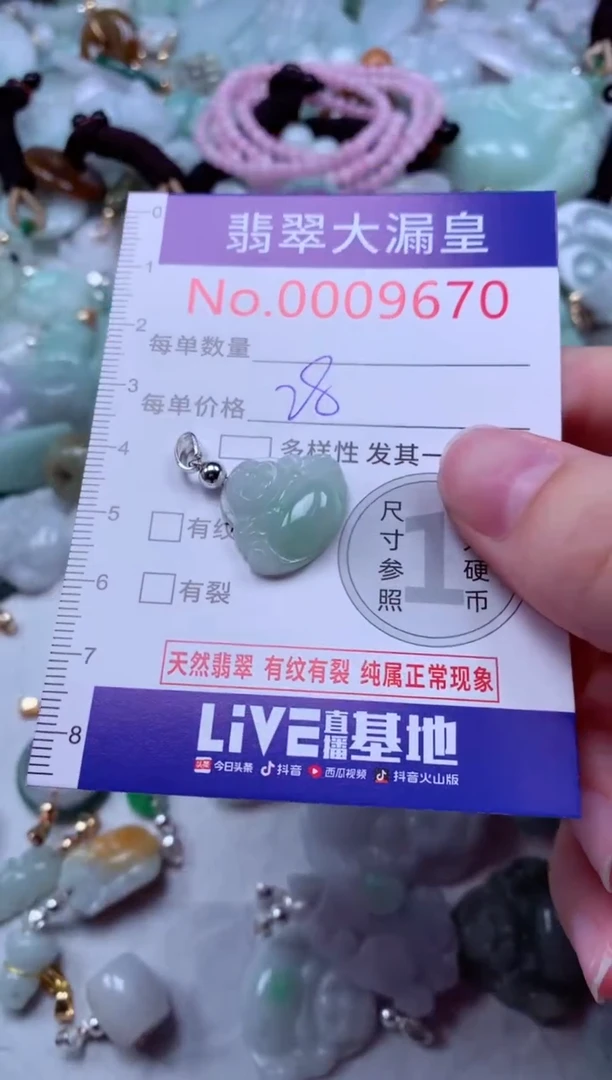 翡翠大漏皇
No.0009670
0
1
2
3
4
5
6
7
8
每单数量
每单价格 28
多样性 发其一
有纹
有裂
尺寸参照
1
硬币
天然翡翠 有纹有裂 纯属正常现象
LiVE直播基地
今日头条 抖音 西瓜视频 抖音火山版